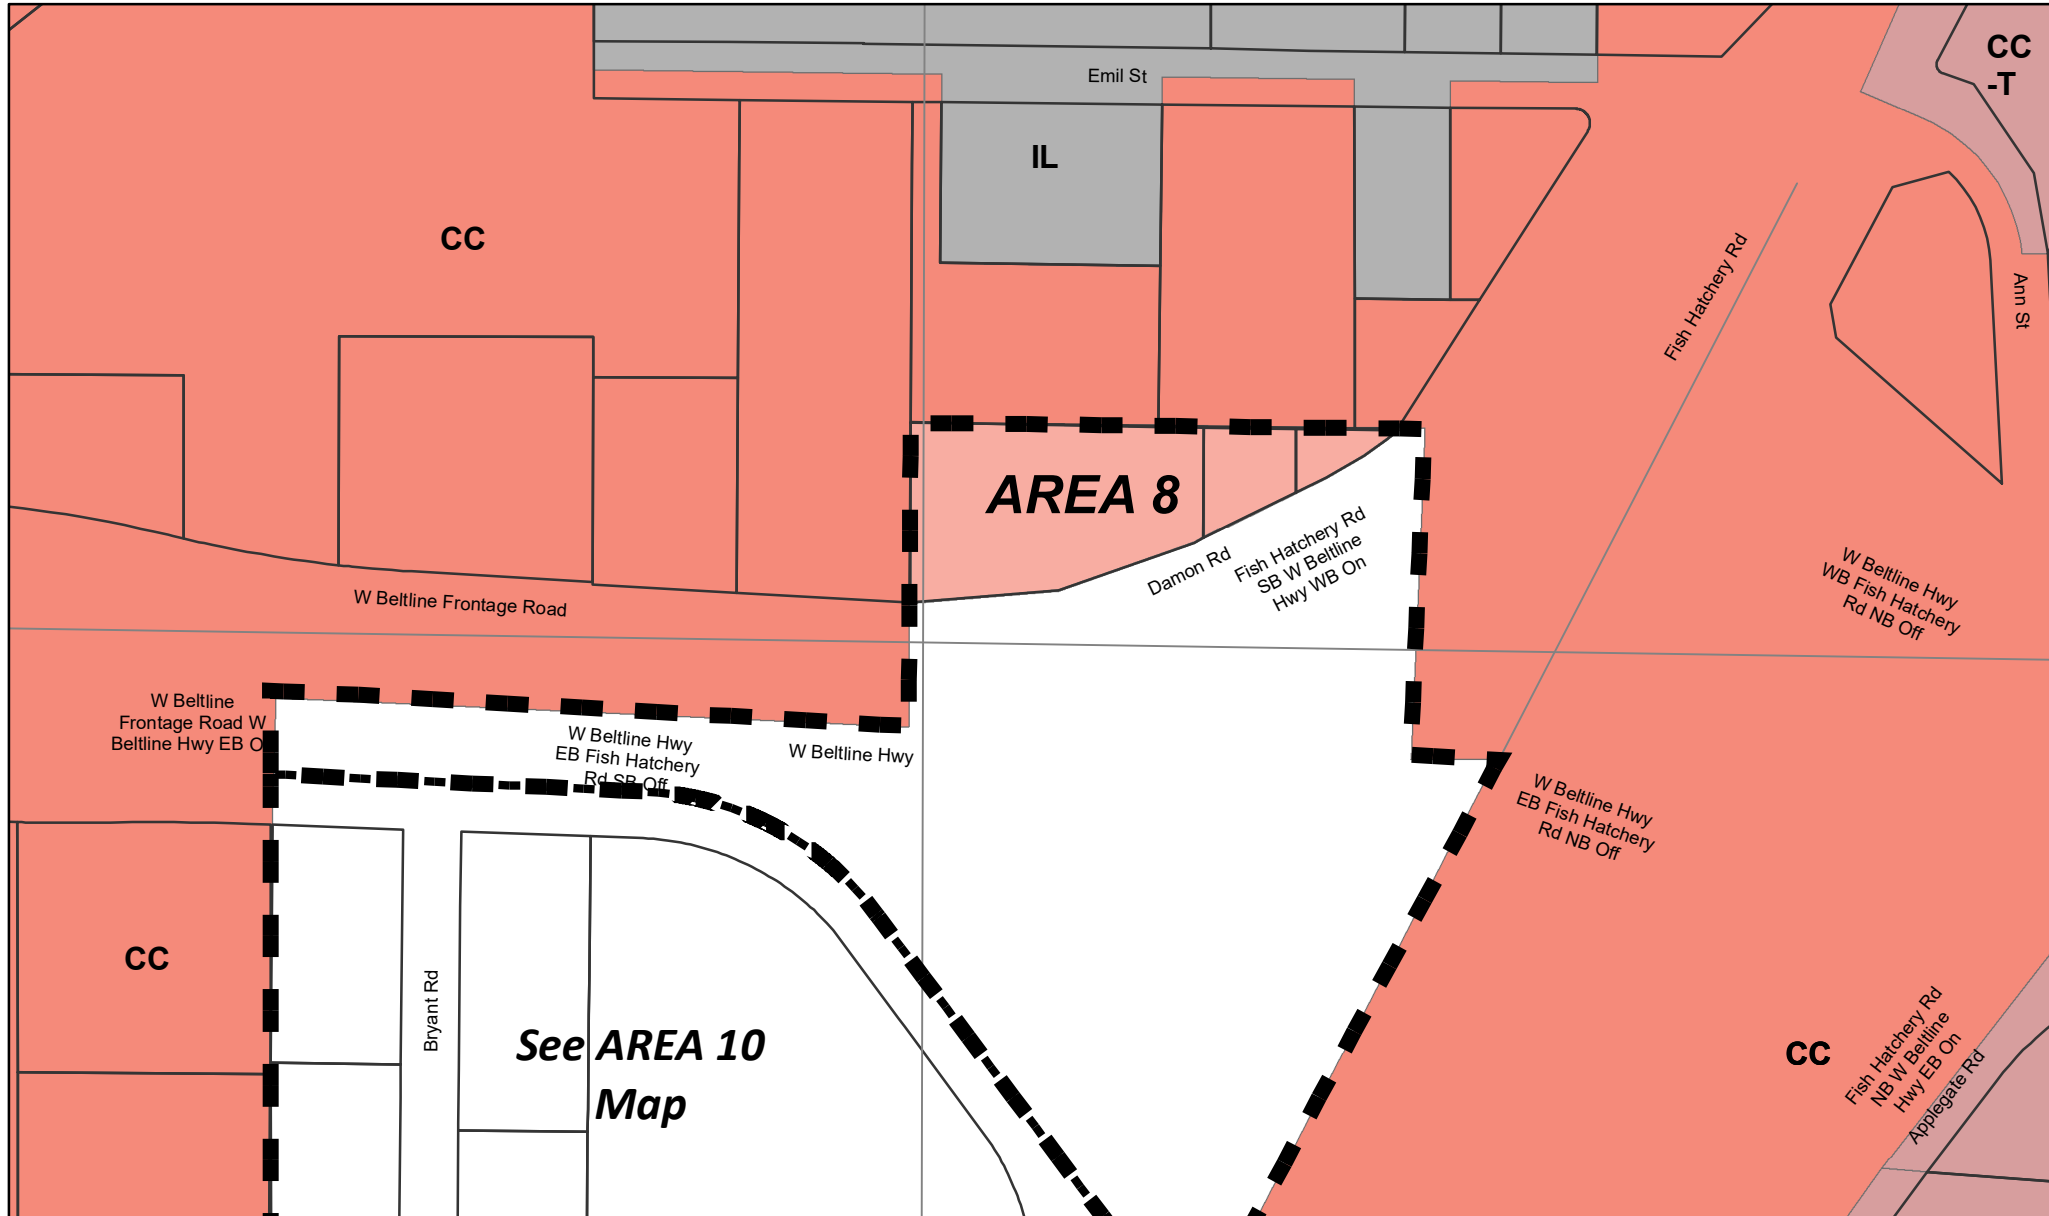 CC
-T
Emil St
IL
CC
Fish Hatchery Rd
Ann St
AREA 8
Fish Hatchery Rd
SB W Beltline
Hwy WB On
Damon Rd
W Beltline Hwy
WB Fish Hatchery
Rd NB Off
W Beltline Frontage Road
W Beltline
Frontage Road W
Beltline Hwy EB O
W Beltline Hwy
EB Fish Hatchery
Rd SB Off
W Beltline Hwy
W Beltline Hwy
EB Fish Hatchery
Rd NB Off
CC
Bryant Rd
See AREA 10
Map
CC
Fish Hatchery Rd
NB W Beltline
Hwy EB On
Applegate Rd